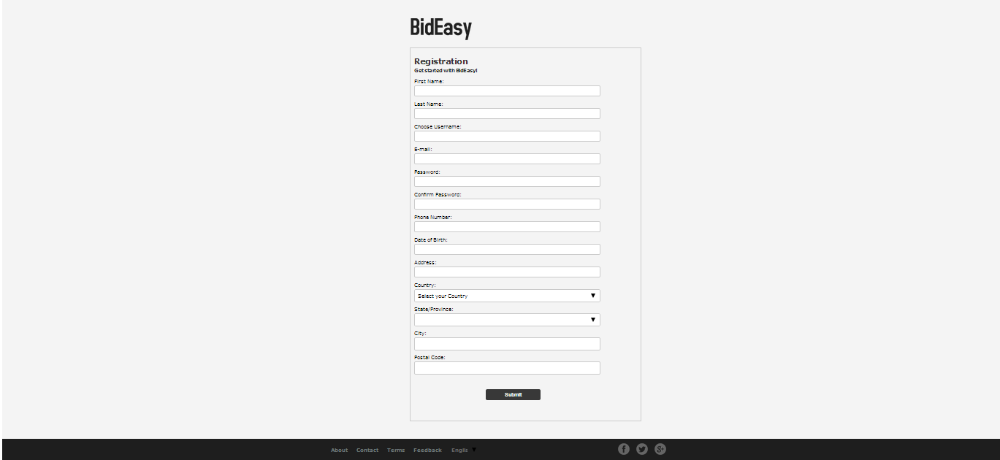 BidEasy
Registration
Get started with BidEasy!
First Name:
Last Name:
Choose Username:
E-mail:
Password:
Confirm Password:
Phone Number:
Date of Birth:
Address:
Country:
Select your Country
State/Province:
City:
Postal Code:
Submit
About Contact Terms Feedback Englis